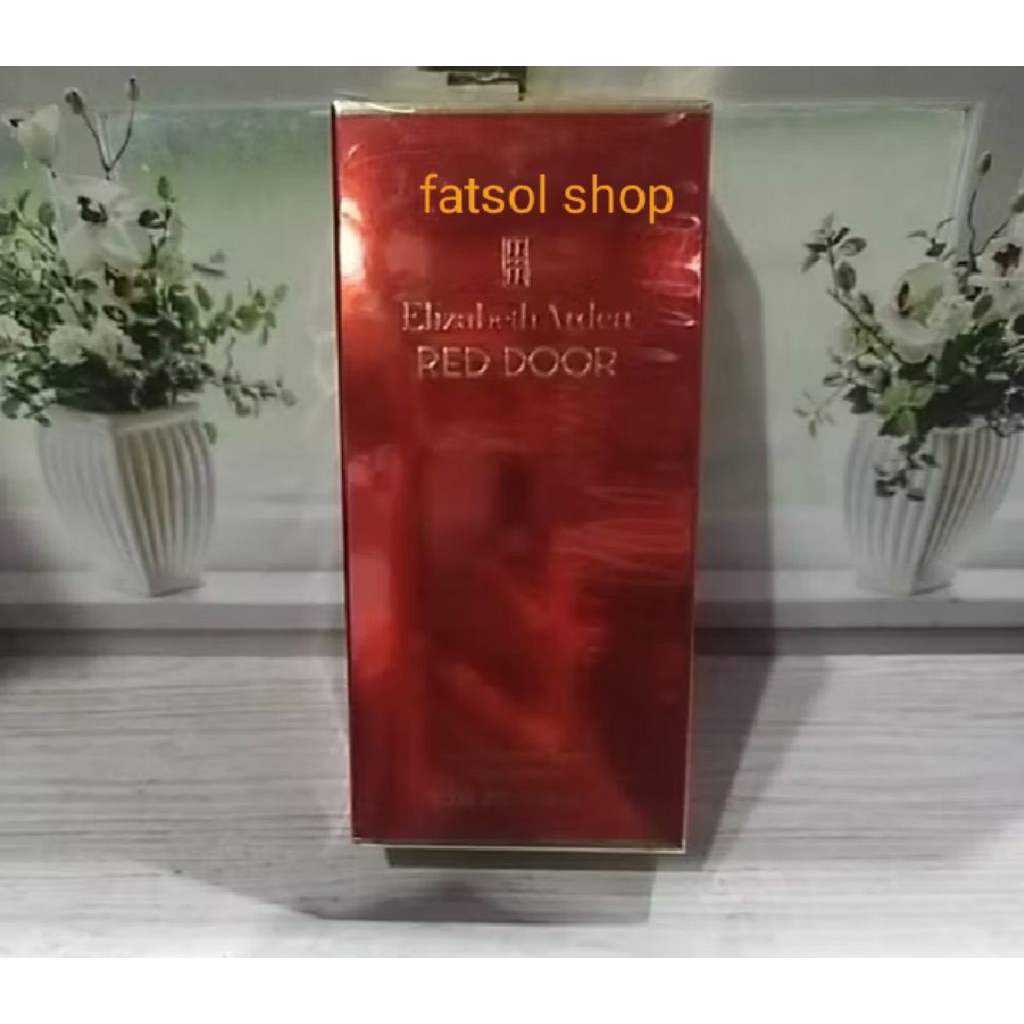 fatsol shop
Elizabeth Arden
RED DOOR